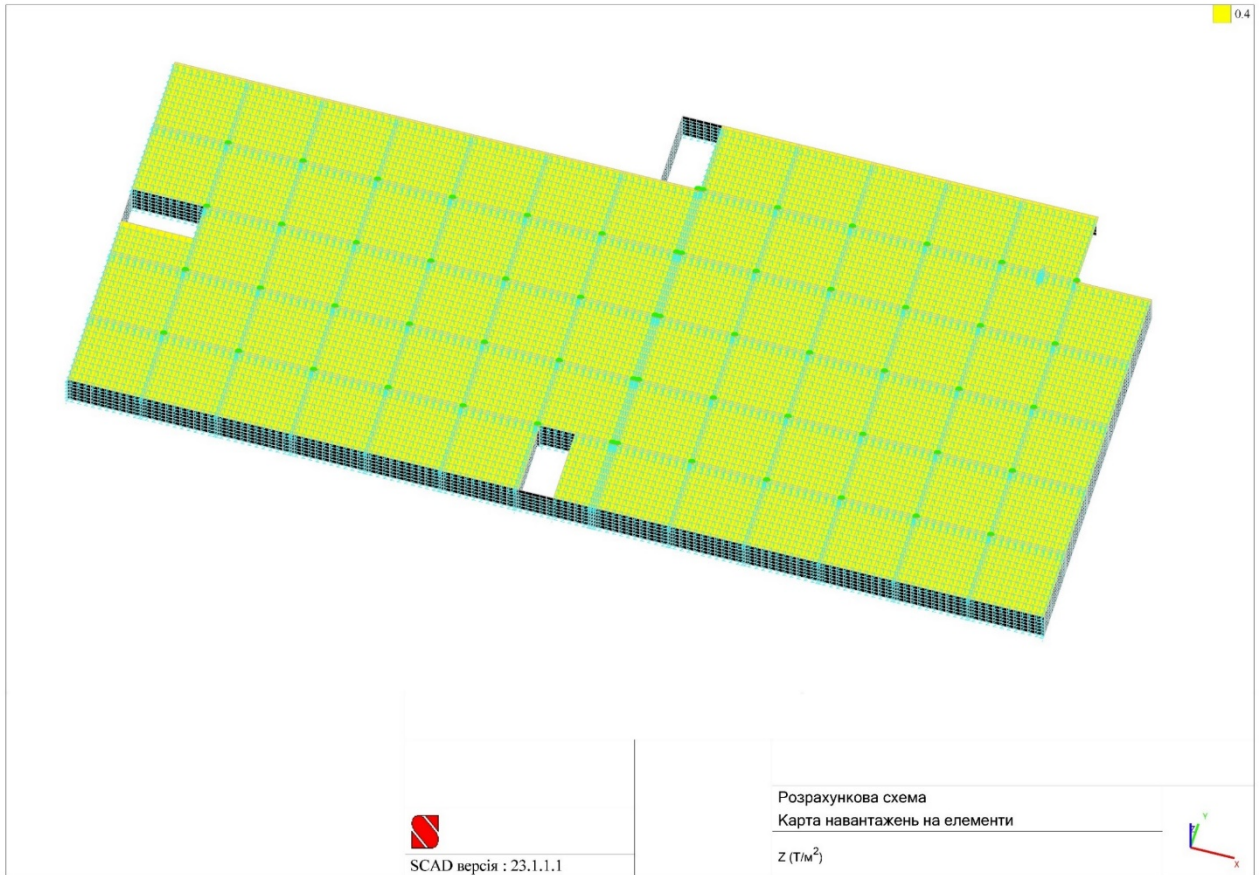 0.4
Розрахункова схема
Карта навантажень на елементи
Z (Т/м²)
SCAD версія : 23.1.1.1
Z
Y
X